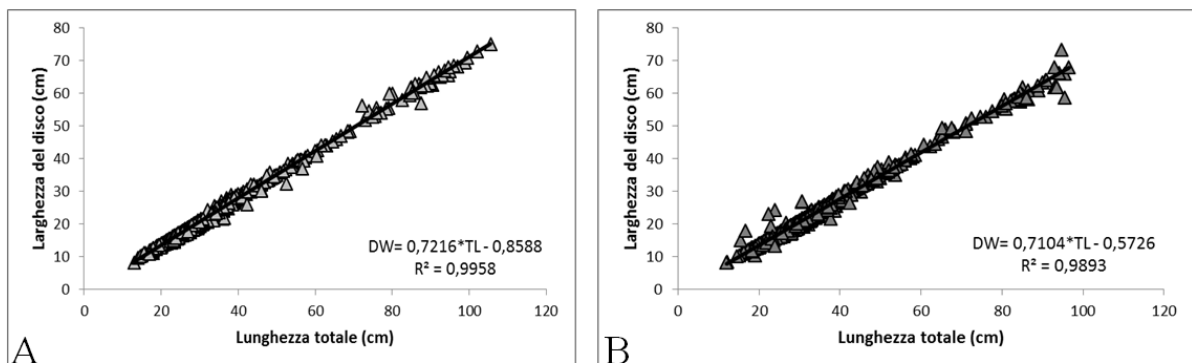 80
70
60
50
40
30
20
10
0
Larghezza del disco (cm)
DW= 0,7216*TL - 0,8588
R² = 0,9958
0 20 40 60 80 100 120
Lunghezza totale (cm)
A
80
70
60
50
40
30
20
10
0
Larghezza del disco (cm)
DW= 0,7104*TL - 0,5726
R² = 0,9893
0 20 40 60 80 100 120
Lunghezza totale (cm)
B